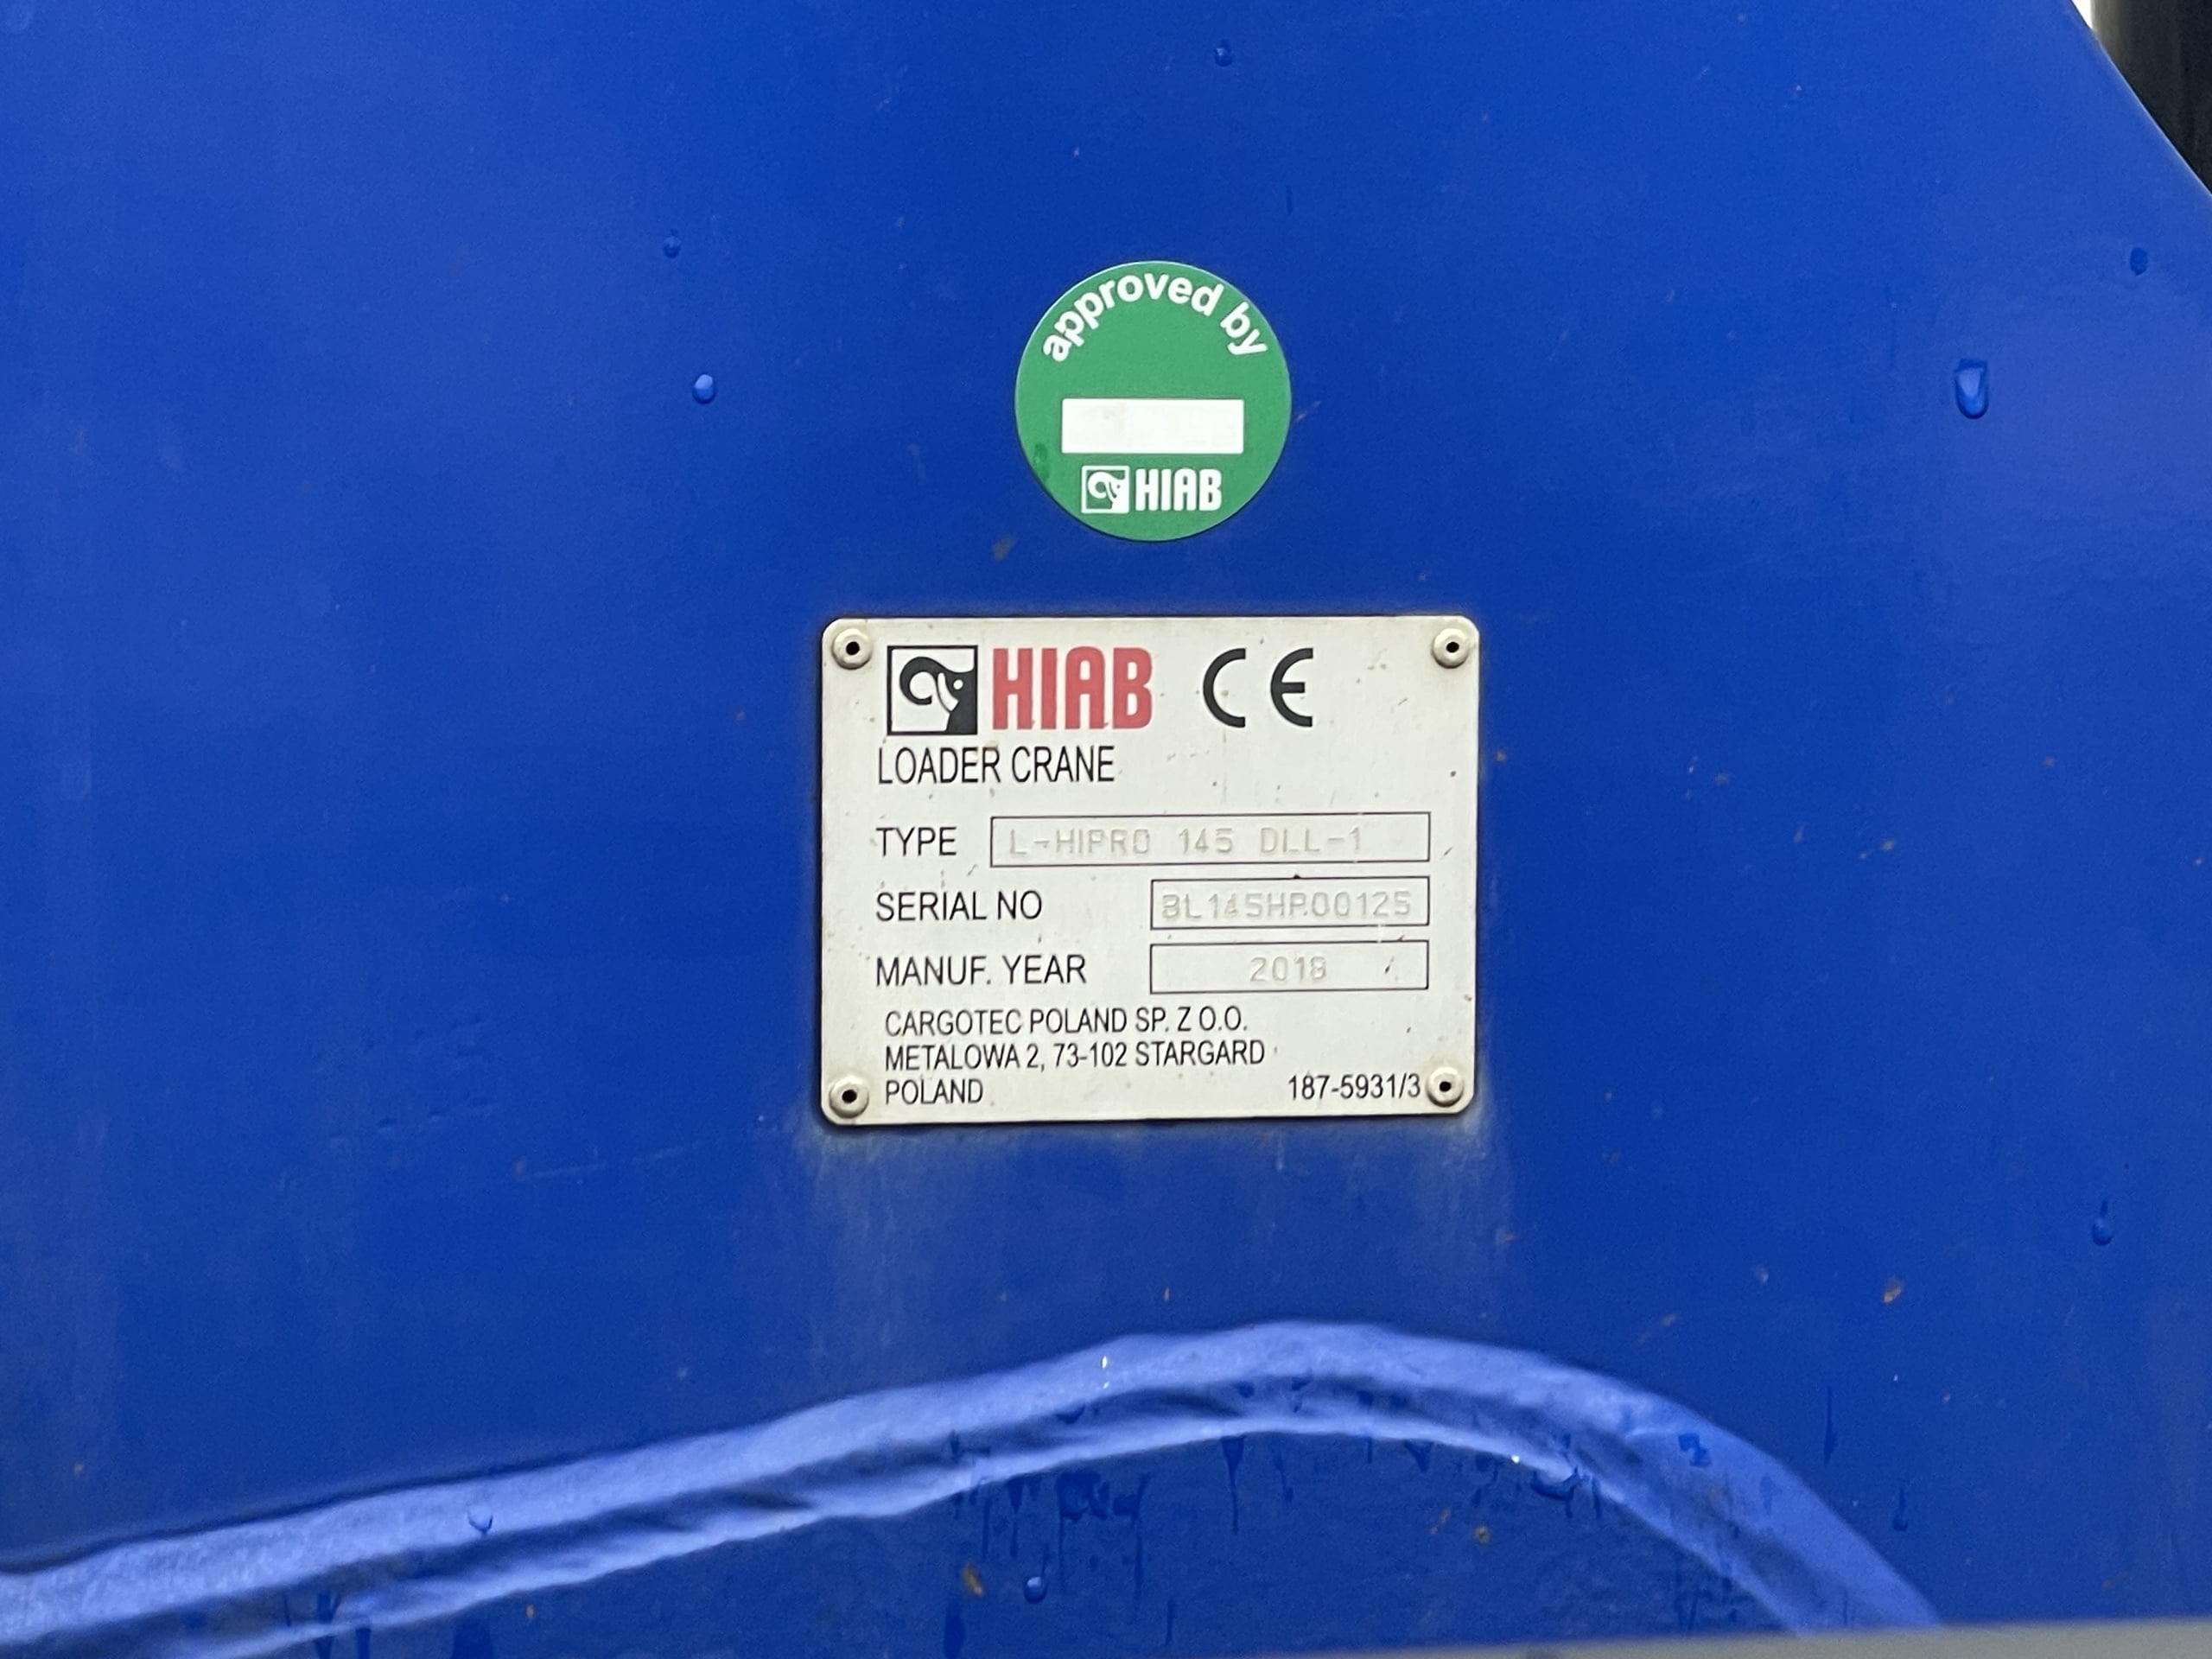 approved by
HIAB
HIAB CE
LOADER CRANE
TYPE L-HIPRO 145 DLL-1
SERIAL NO BL145HP00125
MANUF. YEAR 2018
CARGOTEC POLAND SP. Z O.O.
METALOWA 2, 73-102 STARGARD
POLAND 187-5931/3